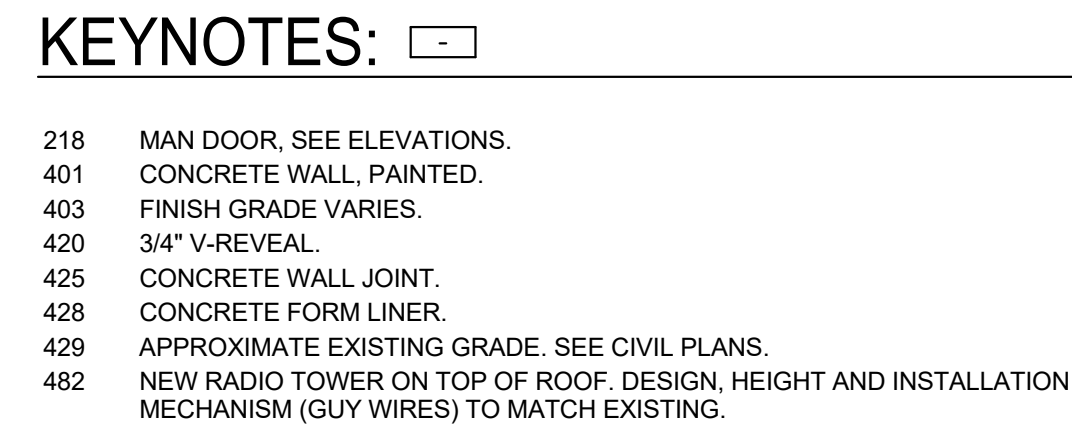 KEYNOTES: -
218 MAN DOOR, SEE ELEVATIONS.
401 CONCRETE WALL, PAINTED.
403 FINISH GRADE VARIES.
420 3/4" V-REVEAL.
425 CONCRETE WALL JOINT.
428 CONCRETE FORM LINER.
429 APPROXIMATE EXISTING GRADE. SEE CIVIL PLANS.
482 NEW RADIO TOWER ON TOP OF ROOF. DESIGN, HEIGHT AND INSTALLATION
MECHANISM (GUY WIRES) TO MATCH EXISTING.